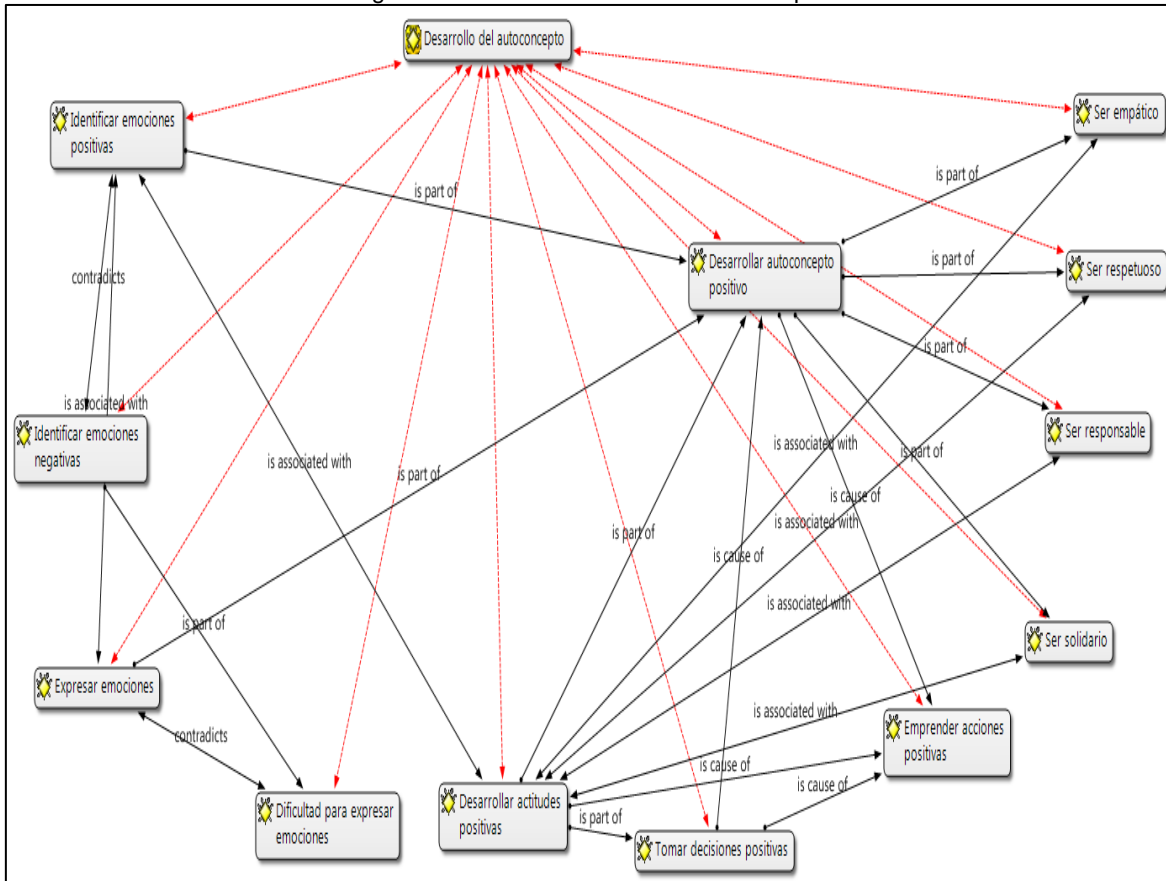 Desarrollo del autoconcepto
Identificar emociones
positivas
Ser empático
is part of
is part of
contradicts
Desarrollar autoconcepto
positivo
is part of
Ser respetuoso
is part of
is associated with
Identificar emociones
negativas
Ser responsable
is associated with
is associated with
is part of
is part of
is cause of
is associated with
is part of
is cause of
is associated with
is part of
Ser solidario
Expresar emociones
is associated with
contradicts
Emprender acciones
positivas
is cause of
is cause of
Dificultad para expresar
emociones
Desarrollar actitudes
positivas
is part of
Tomar decisiones positivas